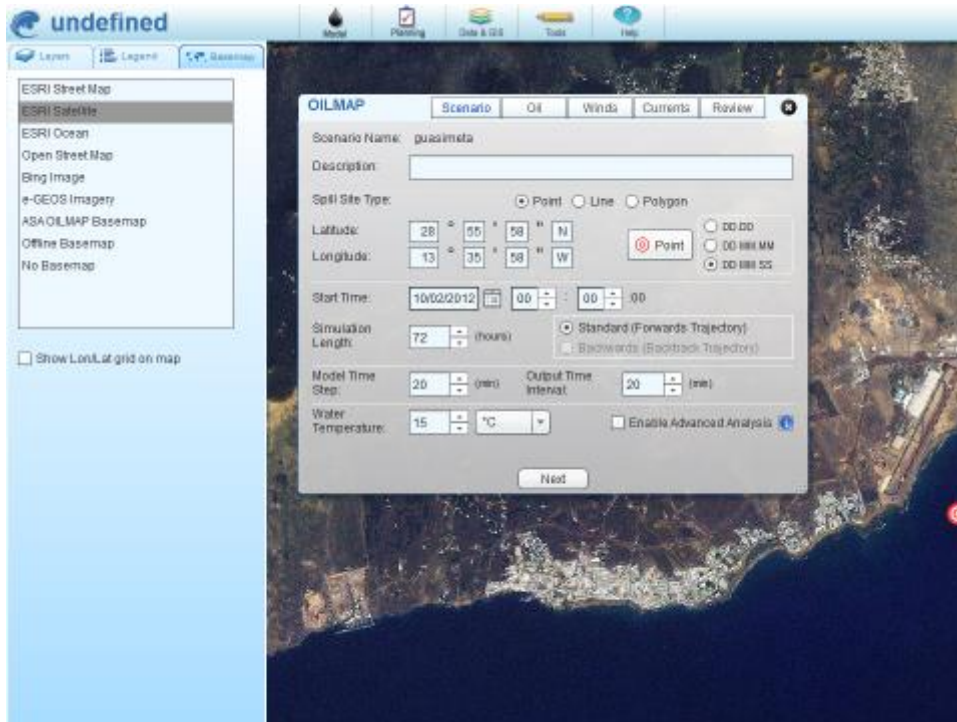 undefined
Model Planning Data & GIS Tools Help
Layers Legend Basemap
ESRI Street Map
ESRI Satellite
ESRI Ocean
Open Street Map
Bing Image
e-GEOS Imagery
ASA OILMAP Basemap
Offline Basemap
No Basemap
Show Lon/Lat grid on map
OILMAP Scenario Oil Winds Currents Review
Scenario Name: guasimeta
Description:
Spill Site Type: Point Line Polygon
Latitude: 28 ° 55 ' 58 " N
Longitude: 13 ° 35 ' 58 " W
Point
DD.DD
DD MM.MM
DD MM SS
Start Time: 10/02/2012 00 : 00 :00
Simulation Length: 72 (hours)
Standard (Forwards Trajectory)
Backwards (Backtrack Trajectory)
Model Time Step: 20 (min) Output Time Interval: 20 (min)
Water Temperature: 15 °C Enable Advanced Analysis
Next